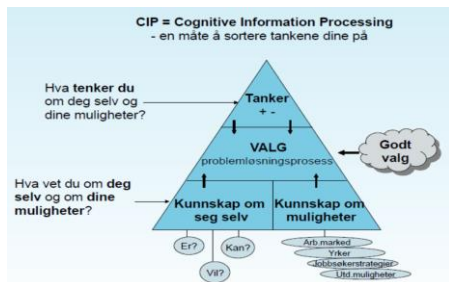 CIP = Cognitive Information Processing
- en måte å sortere tankene dine på
Hva tenker du
om deg selv og
dine muligheter?
Tanker
+ -
VALG
problemløsningsprosess
Godt
valg
Hva vet du om deg
selv og om dine
muligheter?
Kunnskap om
seg selv
Kunnskap om
muligheter
Er?
Kan?
Vil?
Arb.marked
Yrker
Jobbsøkerstrategier
Utd.muligheter